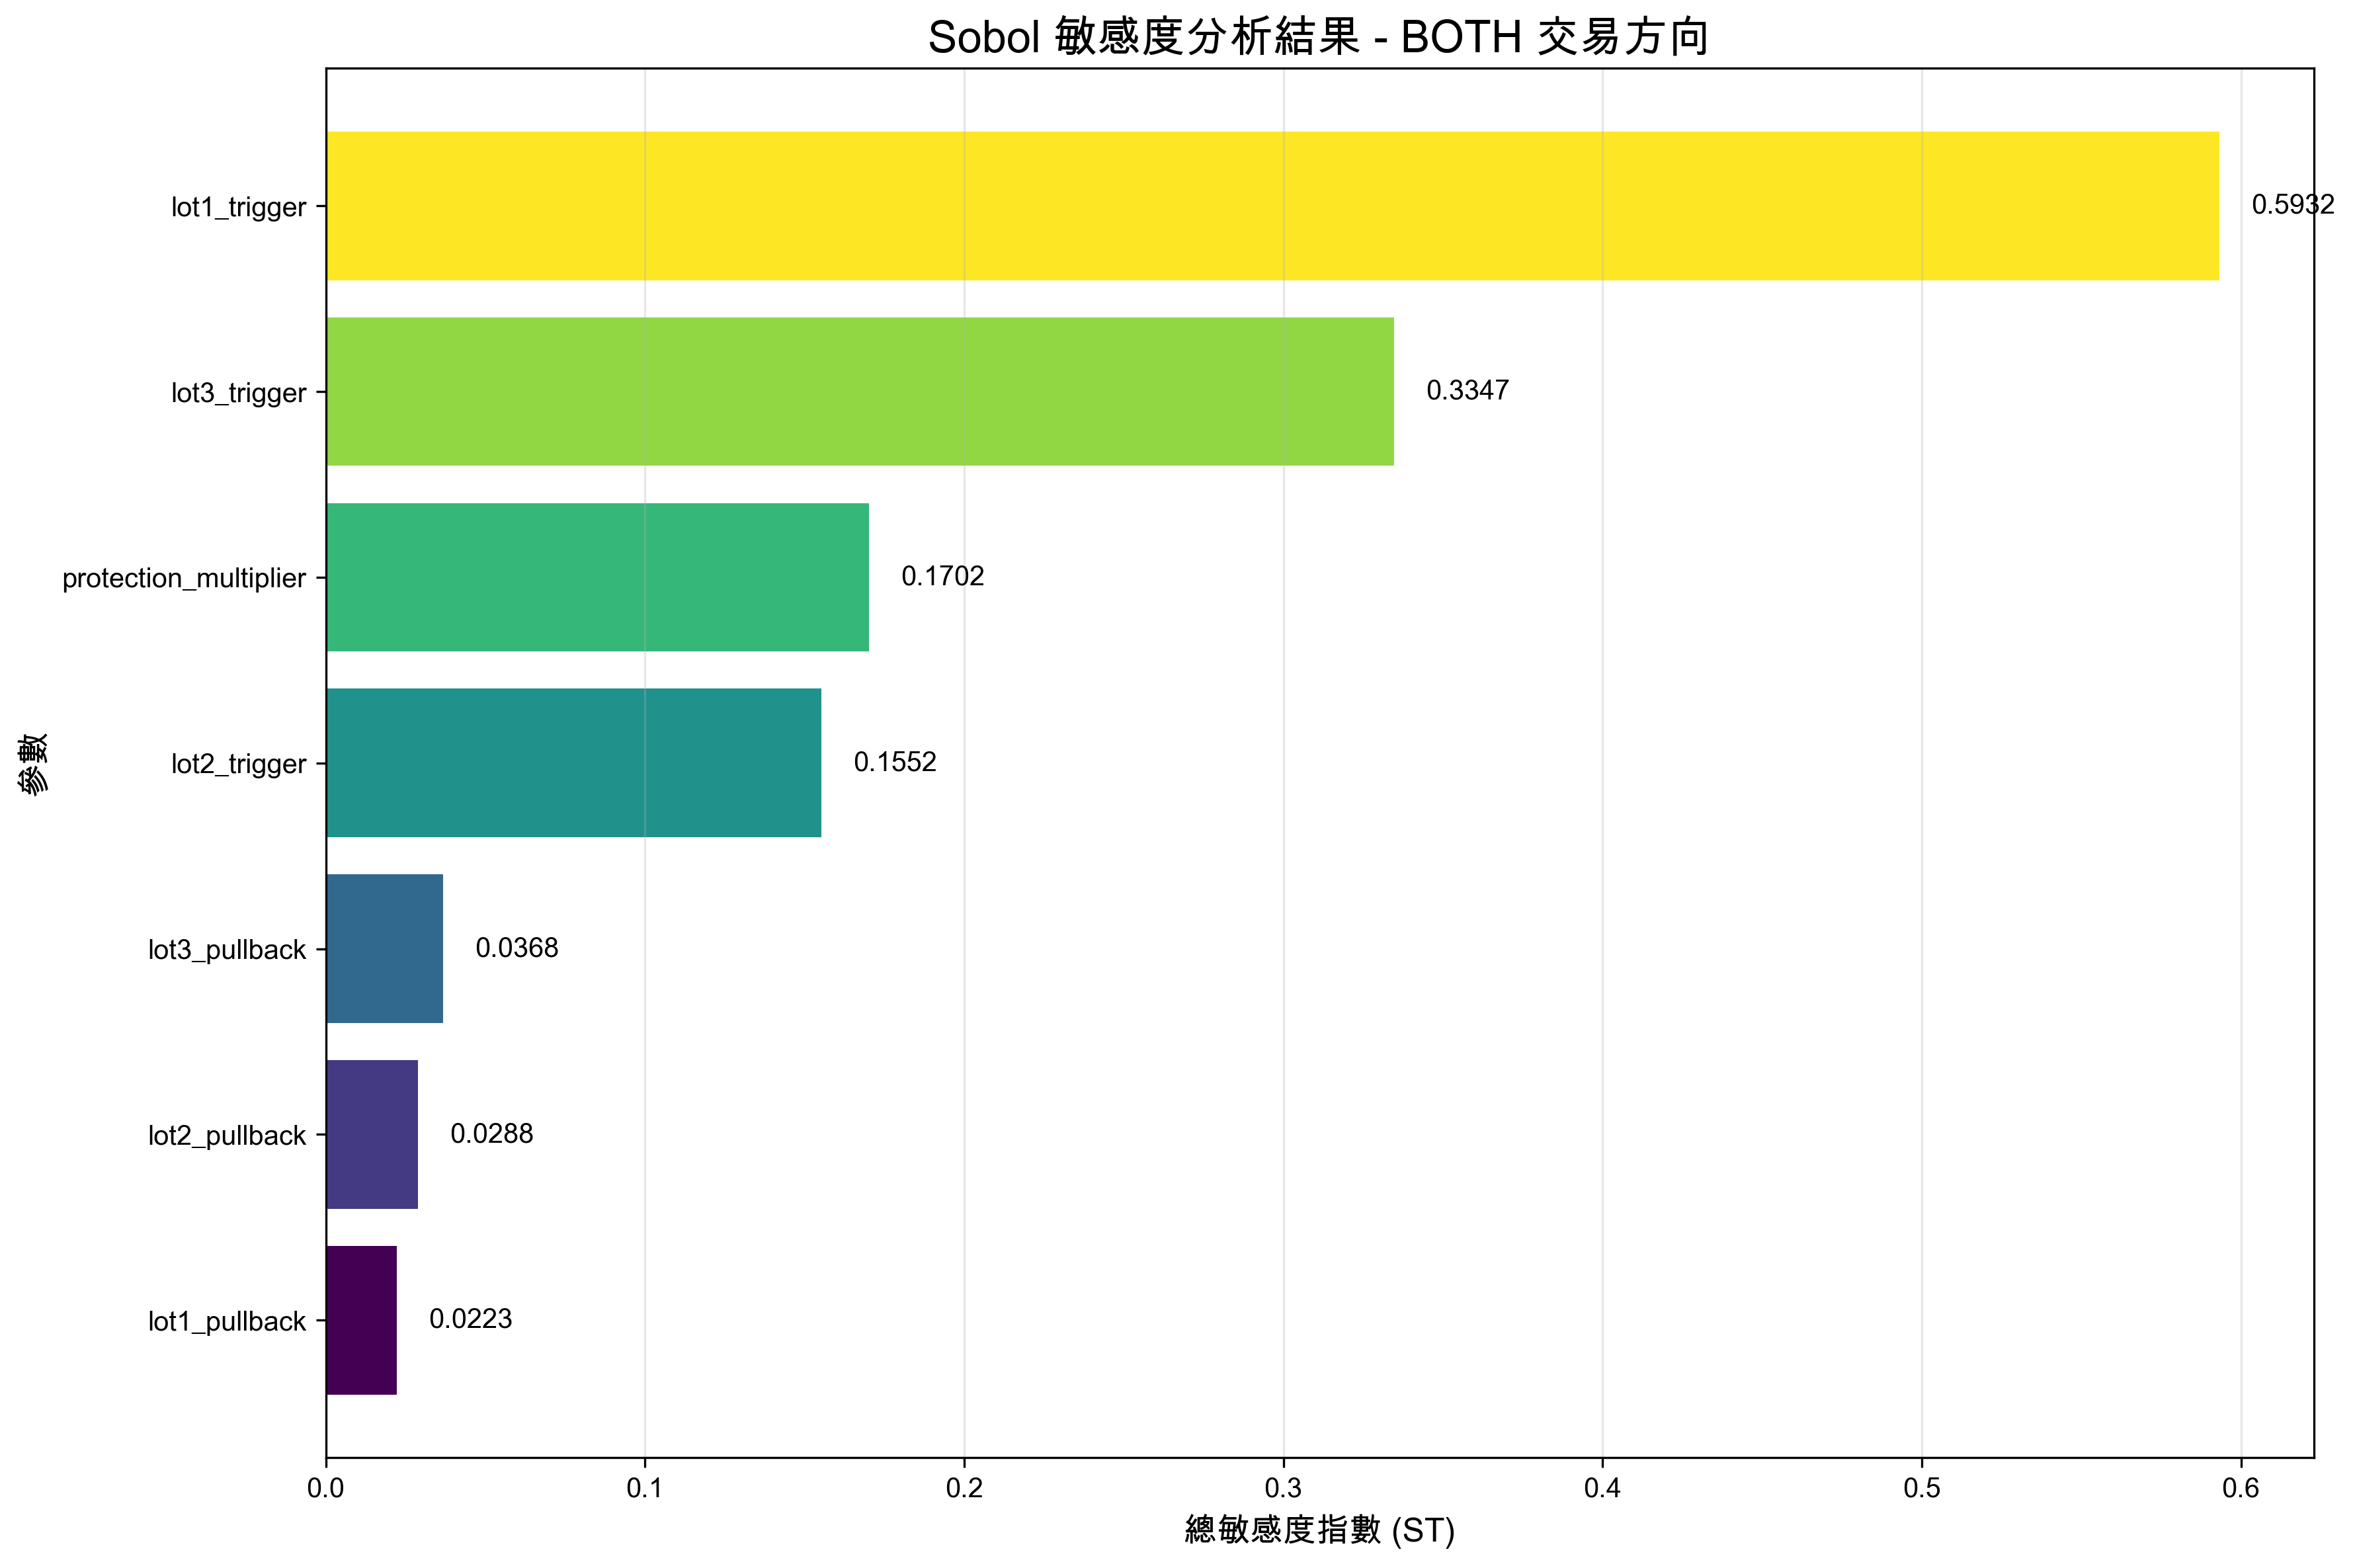 Sobol 敏感度分析結果 - BOTH 交易方向
參數
lot1_trigger
0.5932
lot3_trigger
0.3347
protection_multiplier
0.1702
lot2_trigger
0.1552
lot3_pullback
0.0368
lot2_pullback
0.0288
lot1_pullback
0.0223
0.0 0.1 0.2 0.3 0.4 0.5 0.6
總敏感度指數 (ST)